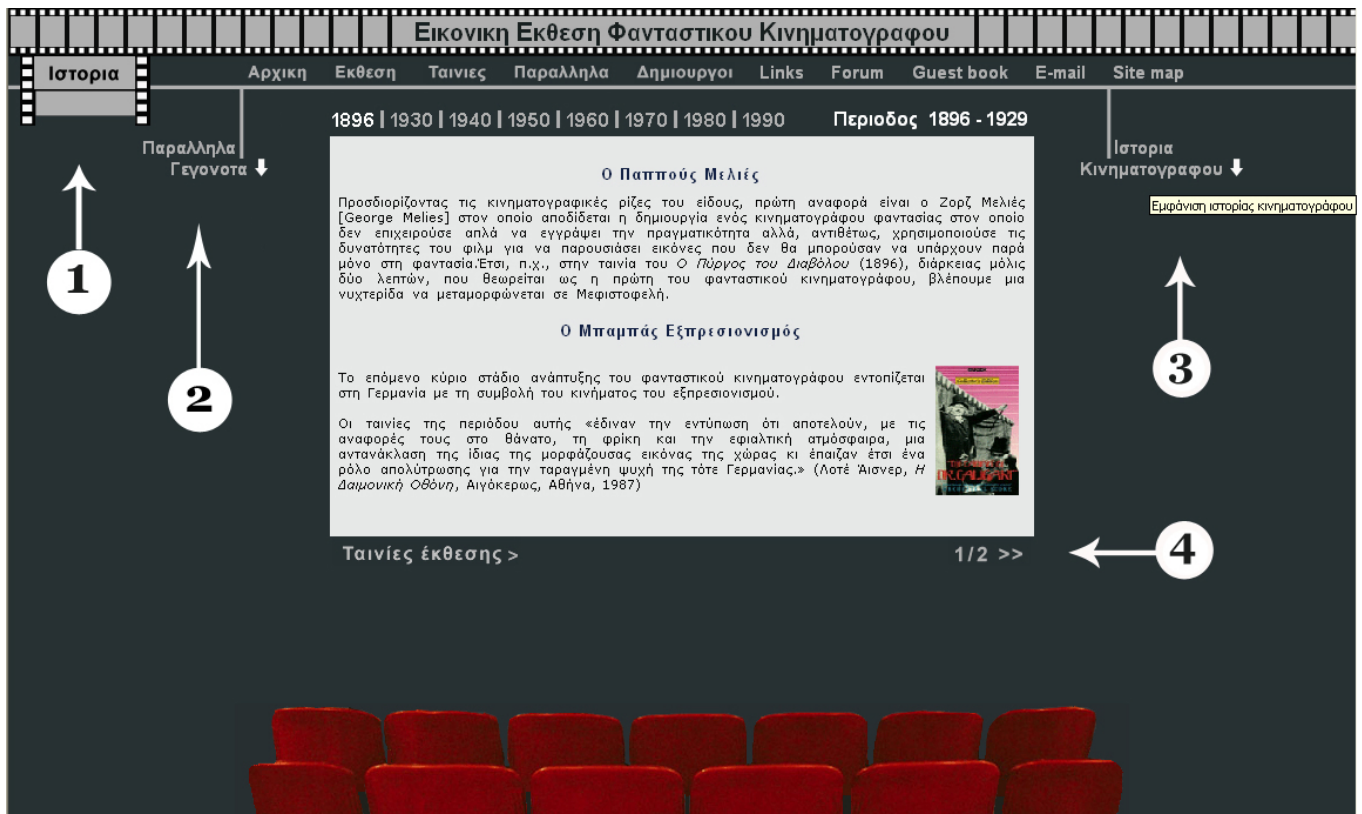 Εικονικη Εκθεση Φανταστικου Κινηματογραφου
Ιστορια
Αρχικη Εκθεση Ταινιες Παραλληλα Δημιουργοι Links Forum Guest book E-mail Site map
1896 | 1930 | 1940 | 1950 | 1960 | 1970 | 1980 | 1990 Περιοδος 1896 - 1929
Παραλληλα
Γεγονοτα
Ιστορια
Κινηματογραφου
Εμφάνιση ιστορίας κινηματογράφου
1
2
3
4
Ο Παππούς Μελιές
Προσδιορίζοντας τις κινηματογραφικές ρίζες του είδους, πρώτη αναφορά είναι ο Ζορζ Μελιές
[George Melies] στον οποίο αποδίδεται η δημιουργία ενός κινηματογράφου φαντασίας στον οποίο
δεν επιχειρούσε απλά να εγγράψει την πραγματικότητα αλλά, αντιθέτως, χρησιμοποιούσε τις
δυνατότητες του φιλμ για να παρουσιάσει εικόνες που δεν θα μπορούσαν να υπάρχουν παρά
μόνο στη φαντασία.Έτσι, π.χ., στην ταινία του Ο Πύργος του Διαβόλου (1896), διάρκειας μόλις
δύο λεπτών, που θεωρείται ως η πρώτη του φανταστικού κινηματογράφου, βλέπουμε μια
νυχτερίδα να μεταμορφώνεται σε Μεφιστοφελή.
Ο Μπαμπάς Εξπρεσιονισμός
Το επόμενο κύριο στάδιο ανάπτυξης του φανταστικού κινηματογράφου εντοπίζεται
στη Γερμανία με τη συμβολή του κινήματος του εξπρεσιονισμού.
Οι ταινίες της περιόδου αυτής «έδιναν την εντύπωση ότι αποτελούν, με τις
αναφορές τους στο θάνατο, τη φρίκη και την εφιαλτική ατμόσφαιρα, μια
αντανάκλαση της ίδιας της μορφάζουσας εικόνας της χώρας κι έπαιζαν έτσι ένα
ρόλο απολύτρωσης για την ταραγμένη ψυχή της τότε Γερμανίας.» (Λοτέ Άισνερ, Η
Δαιμονική Οθόνη, Αιγόκερως, Αθήνα, 1987)
DR. CALIGARI
Ταινίες έκθεσης >
1/2 >>